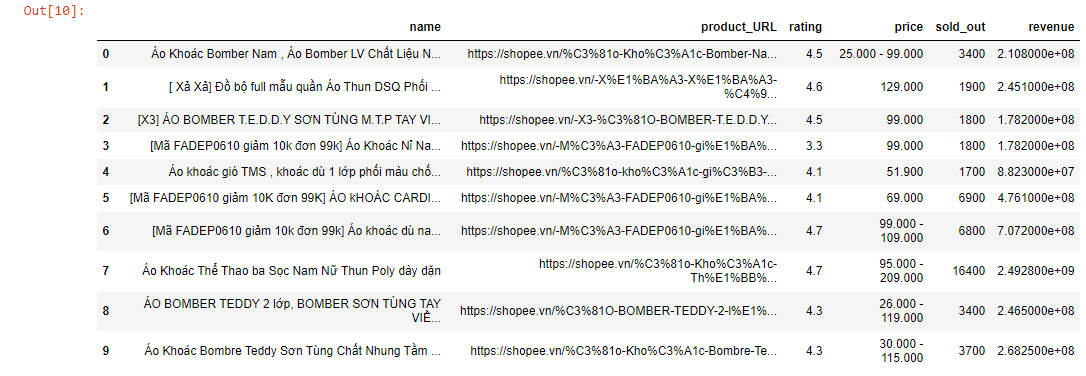 Out[10]:
name product_URL rating price sold_out revenue
0 Áo Khoác Bomber Nam , Áo Bomber LV Chất Liệu N... https://shopee.vn/%C3%81o-Kho%C3%A1c-Bomber-Na... 4.5 25.000 - 99.000 3400 2.108000e+08
1 [ Xả Xả] Đồ bộ full mẫu quần Áo Thun DSQ Phối ... https://shopee.vn/-X%E1%BA%A3-X%E1%BA%A3-
%C4%9... 4.6 129.000 1900 2.451000e+08
2 [X3] ÁO BOMBER T.E.D.D.Y SƠN TÙNG M.T.P TAY VI... https://shopee.vn/-X3-%C3%81O-BOMBER-T.E.D.D.Y... 4.5 99.000 1800 1.782000e+08
3 [Mã FADEP0610 giảm 10k đơn 99k] Áo Khoác Nỉ Na... https://shopee.vn/-M%C3%A3-FADEP0610-gi%E1%BA%... 3.3 99.000 1800 1.782000e+08
4 Áo khoác gió TMS , khoác dù 1 lớp phối màu chố... https://shopee.vn/%C3%81o-kho%C3%A1c-gi%C3%B3-... 4.1 51.900 1700 8.823000e+07
5 [Mã FADEP0610 giảm 10K đơn 99K] ÁO kHOÁC CARDI... https://shopee.vn/-M%C3%A3-FADEP0610-gi%E1%BA%... 4.1 69.000 6900 4.761000e+08
6 [Mã FADEP0610 giảm 10k đơn 99k] Áo khoác dù na... https://shopee.vn/-M%C3%A3-FADEP0610-gi%E1%BA%... 4.7 99.000 -
109.000 6800 7.072000e+08
7 Áo Khoác Thể Thao ba Sọc Nam Nữ Thun Poly dày dặn https://shopee.vn/%C3%81o-Kho%C3%A1c-
Th%E1%BB%... 4.7 95.000 -
209.000 16400 2.492800e+09
8 ÁO BOMBER TEDDY 2 lớp, BOMBER SƠN TÙNG TAY
VIỀ... https://shopee.vn/%C3%81O-BOMBER-TEDDY-2-l%E1%... 4.3 26.000 -
119.000 3400 2.465000e+08
9 Áo Khoác Bombre Teddy Sơn Tùng Chất Nhung Tằm ... https://shopee.vn/%C3%81o-Kho%C3%A1c-Bombre-Te... 4.3 30.000 -
115.000 3700 2.682500e+08